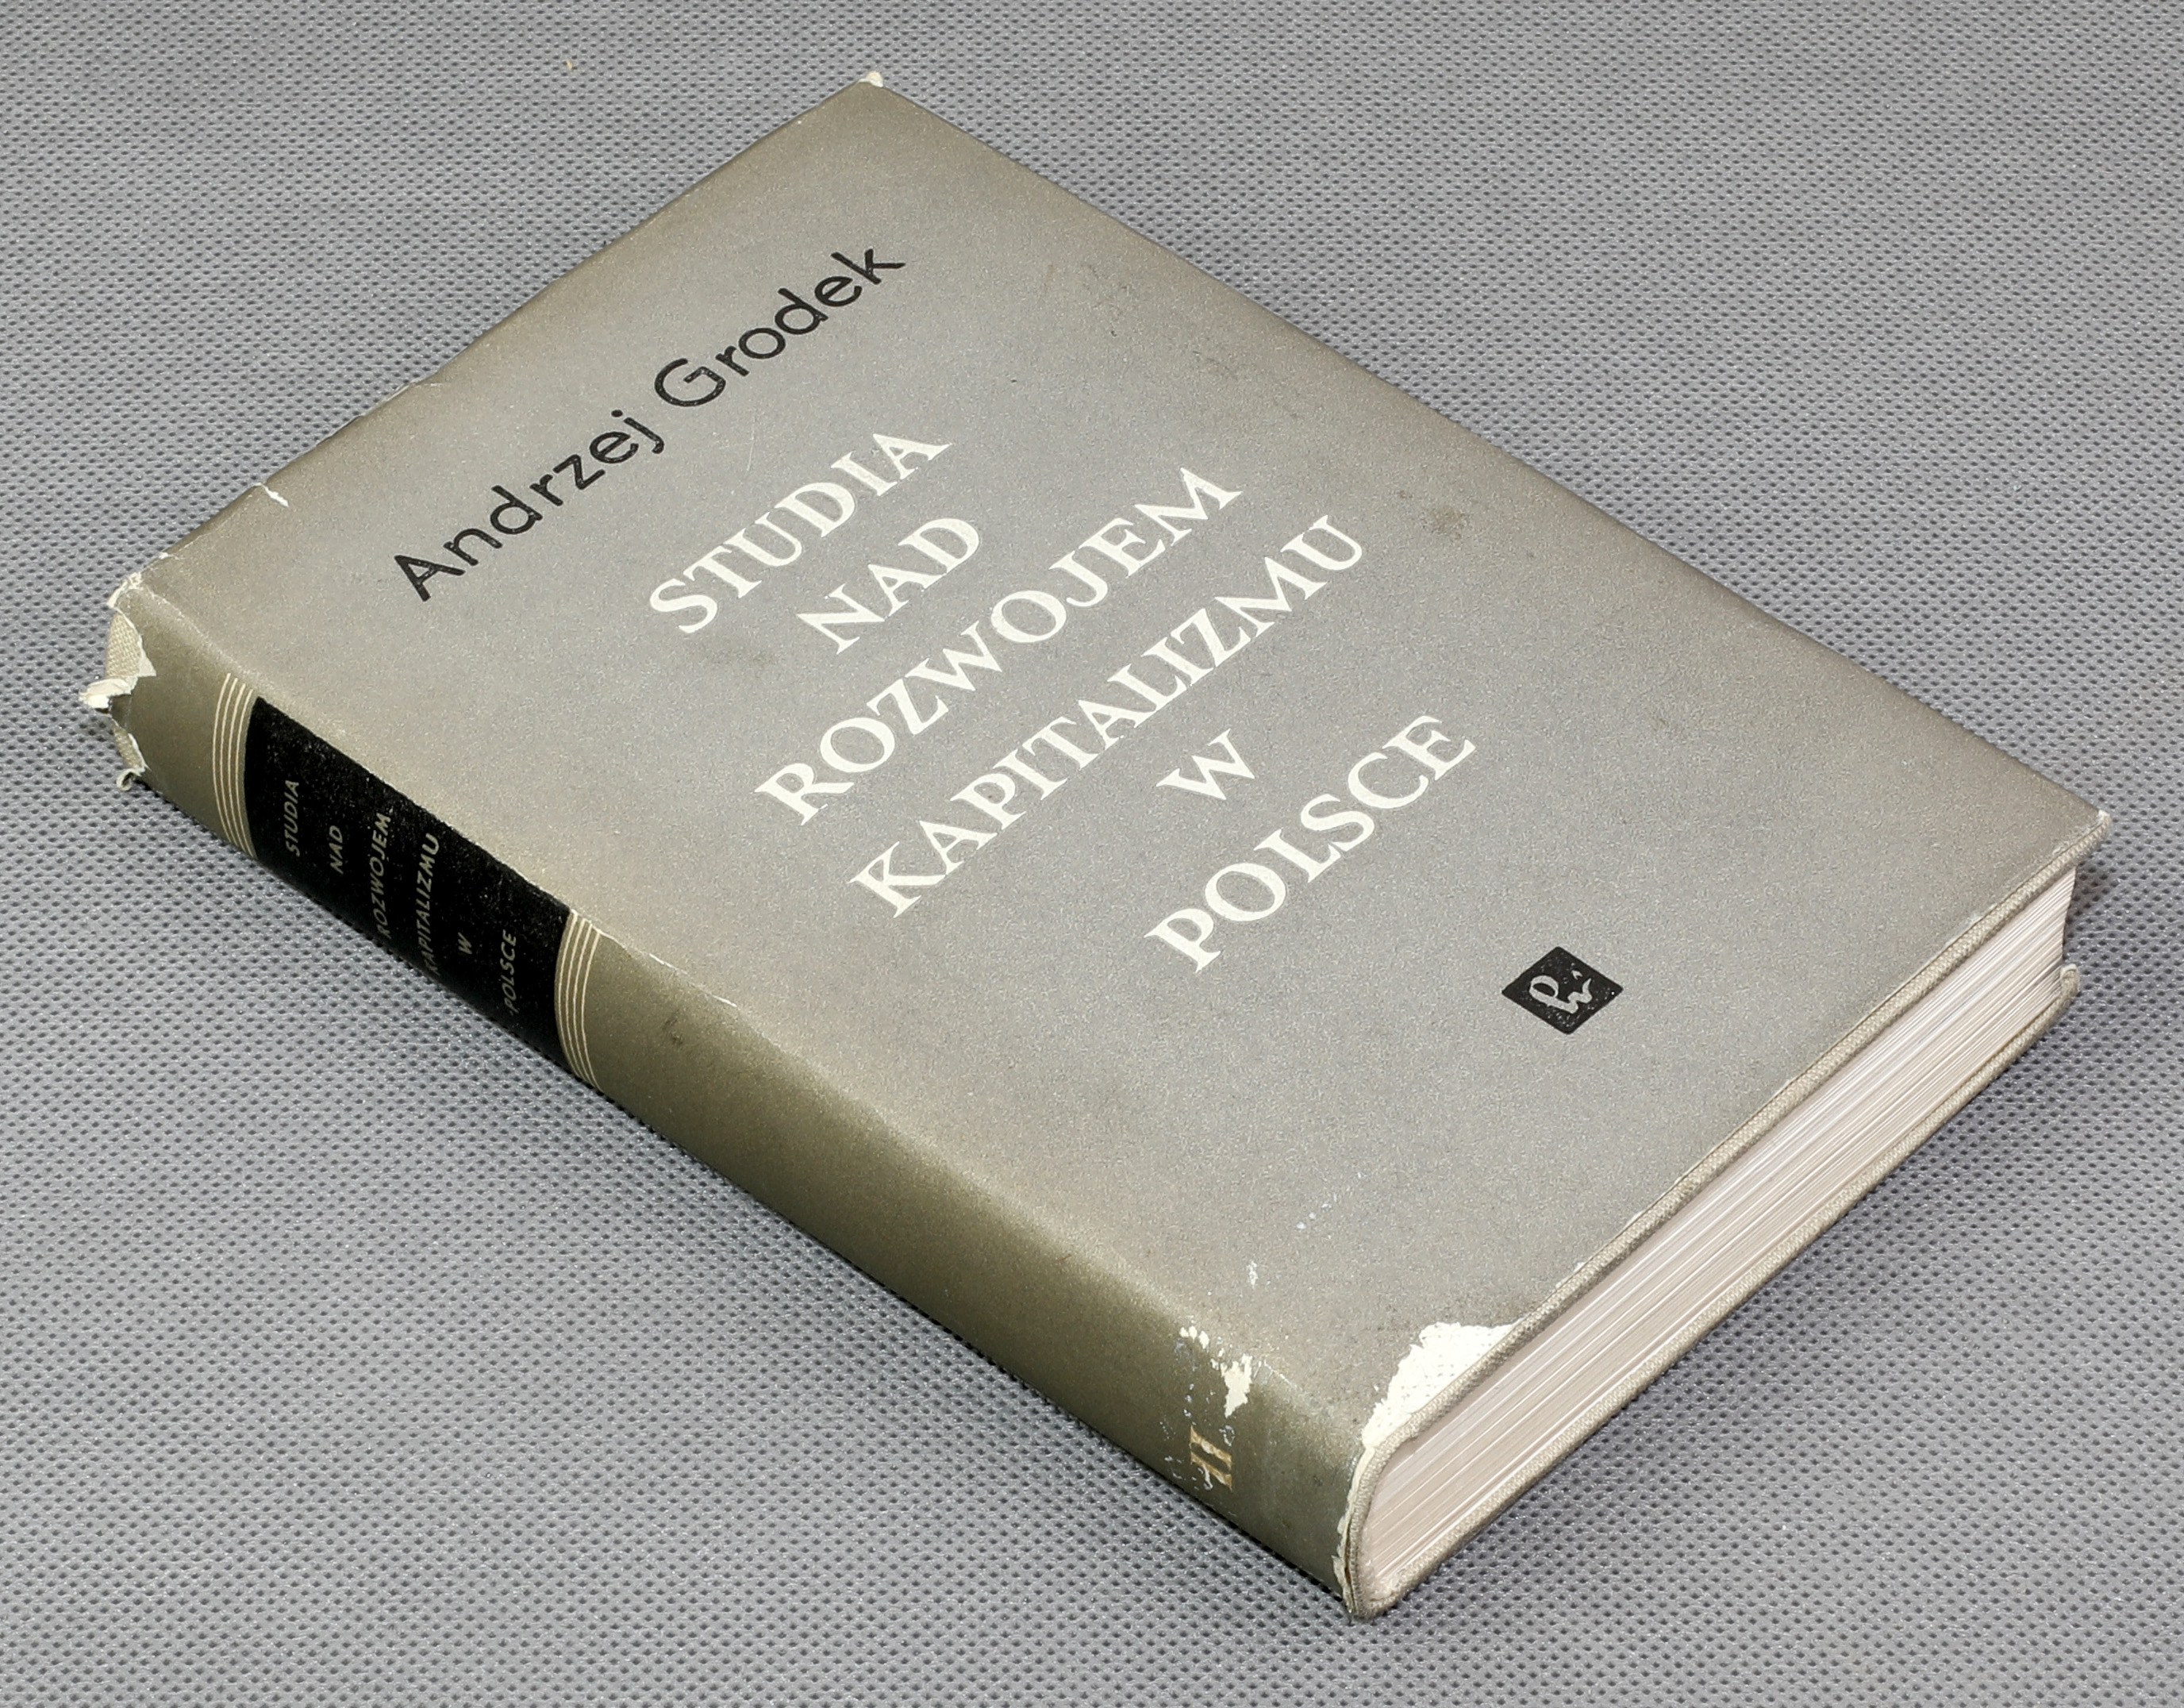 Andrzej Grodek
STUDIA
NAD
ROZWOJEM
KAPITALIZMU
W
POLSCE
STUDIA
NAD
ROZWOJEM
KAPITALIZMU
W
POLSCE
II